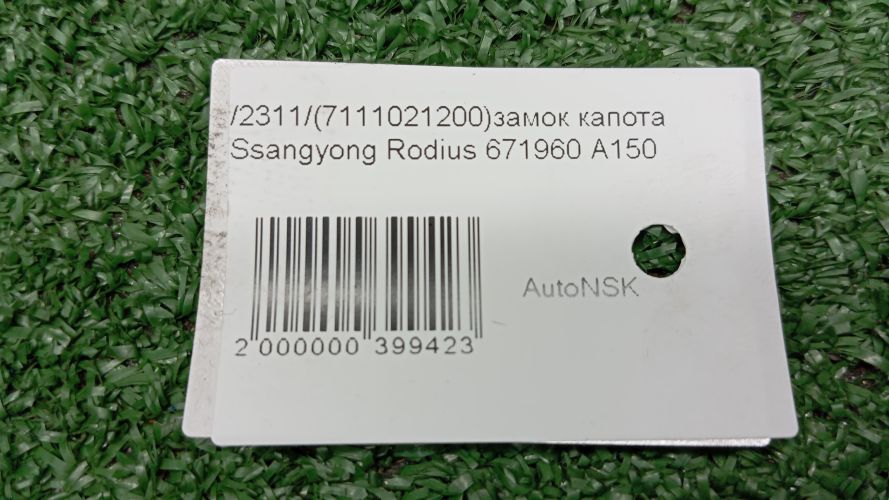 /2311/(7111021200)замок капота
Ssangyong Rodius 671960 A150
AutoNSK
2 000000 399423